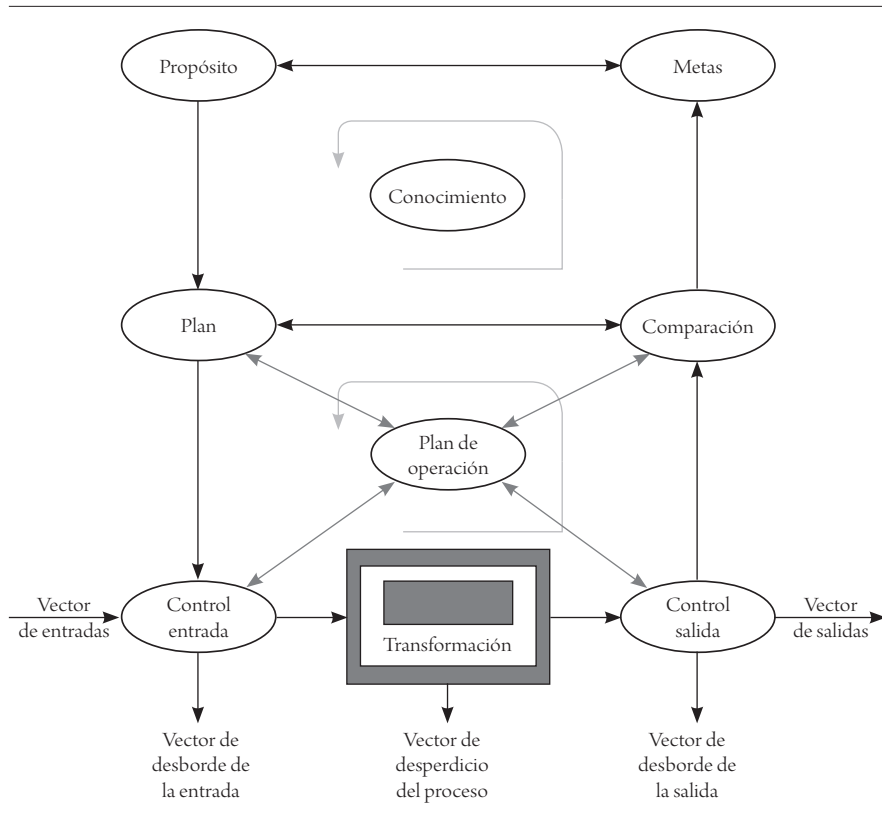 Propósito
Metas
Conocimiento
Plan
Comparación
Plan de
operación
Vector
de entradas
Control
entrada
Transformación
Control
salida
Vector
de salidas
Vector de
desborde de
la entrada
Vector de
desperdicio
del proceso
Vector de
desborde de
la salida